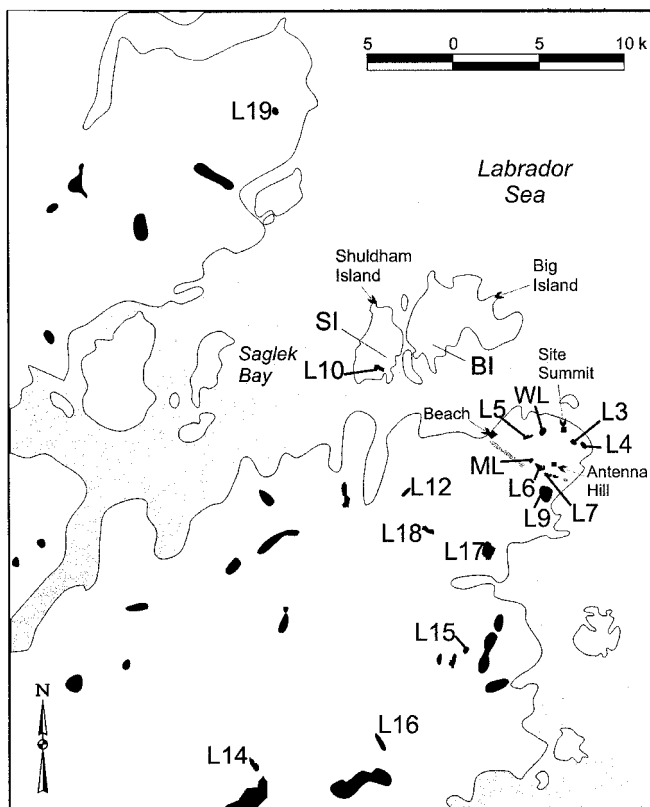 5 0 5 10 k
L19
Labrador
Sea
Shuldham
Island
Big
Island
SI
Saglek
Bay
L10
BI
Site
Summit
WL
L5
L3
Beach
L4
ML
Antenna
Hill
L6
L7
L12
L9
L18
L17
L15
N
L16
L14